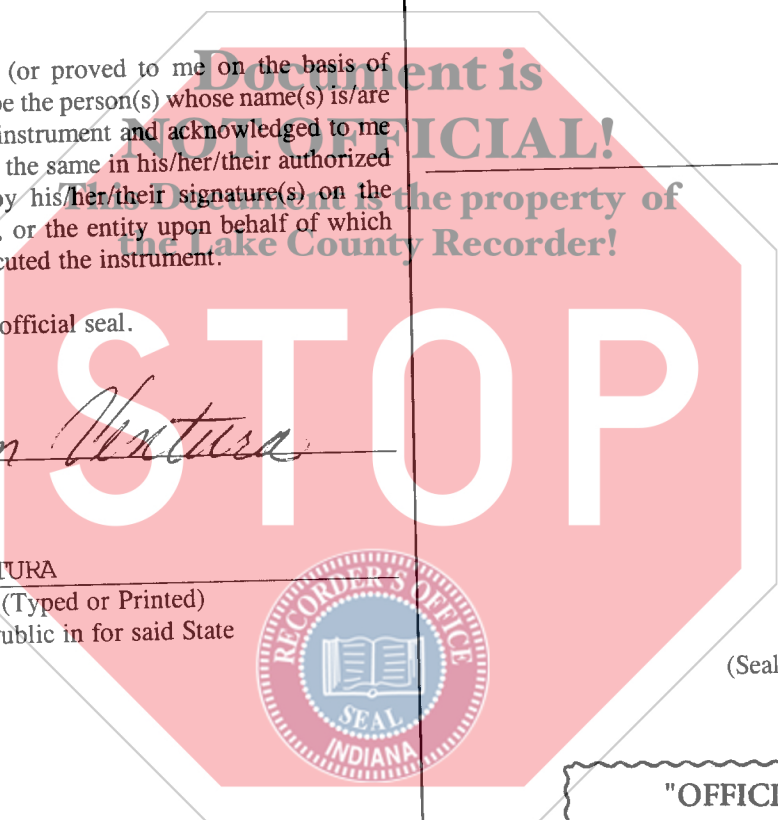 (or proved to me on the basis of
be the person(s) whose name(s) is/are
instrument and acknowledged to me
the same in his/her/their authorized
by his/her/their signature(s) on the
, or the entity upon behalf of which
cuted the instrument.
official seal.
n Ventura
TURA
(Typed or Printed)
ublic in for said State
Document is
NOT OFFICIAL!
This Document is the property of
the Lake County Recorder!
STOP
RECORDER'S OFFICE
SEAL
INDIANA
(Seal
"OFFICI